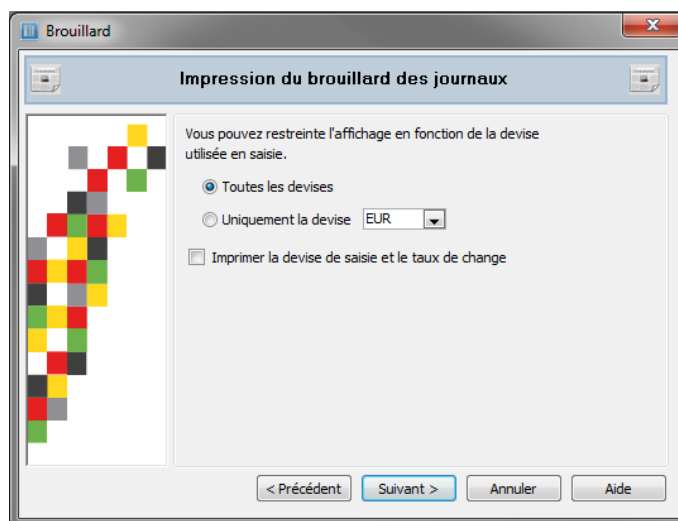 Brouillard
Impression du brouillard des journaux
Vous pouvez restreinte l'affichage en fonction de la devise
utilisée en saisie.
Toutes les devises
Uniquement la devise EUR
Imprimer la devise de saisie et le taux de change
< Précédent Suivant > Annuler Aide